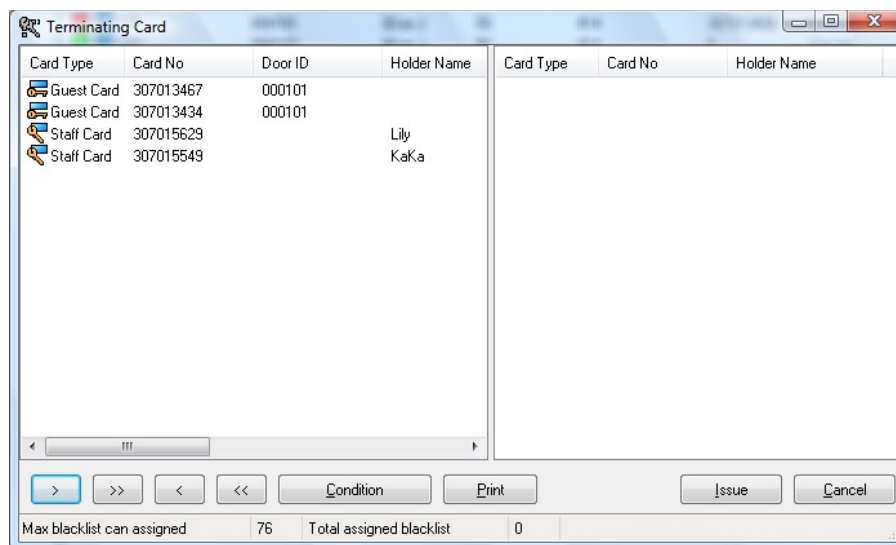 Terminating Card
Card Type Card No Door ID Holder Name Card Type Card No Holder Name
Guest Card 307013467 000101
Guest Card 307013434 000101
Staff Card 307015629 Lily
Staff Card 307015549 KaKa
> >> < << Condition Print Issue Cancel
Max blacklist can assigned 76 Total assigned blacklist 0